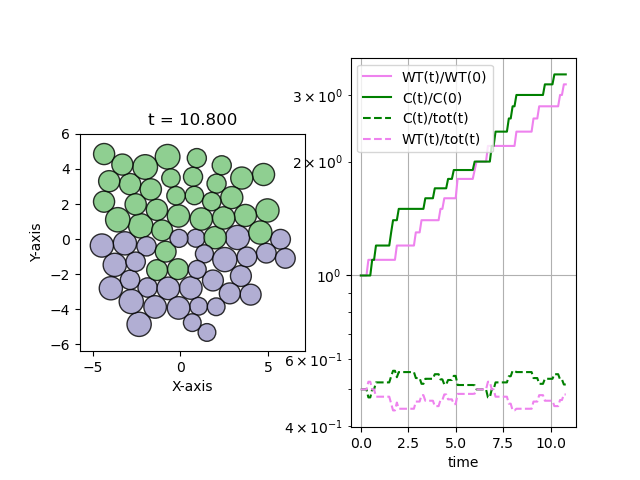 t = 10.800
Y-axis
6
4
2
0
−2
−4
−6
−5
0
5
X-axis
WT(t)/WT(0)
C(t)/C(0)
C(t)/tot(t)
WT(t)/tot(t)
3 × 10⁰
2 × 10⁰
10⁰
6 × 10⁻¹
4 × 10⁻¹
0.0
2.5
5.0
7.5
10.0
time